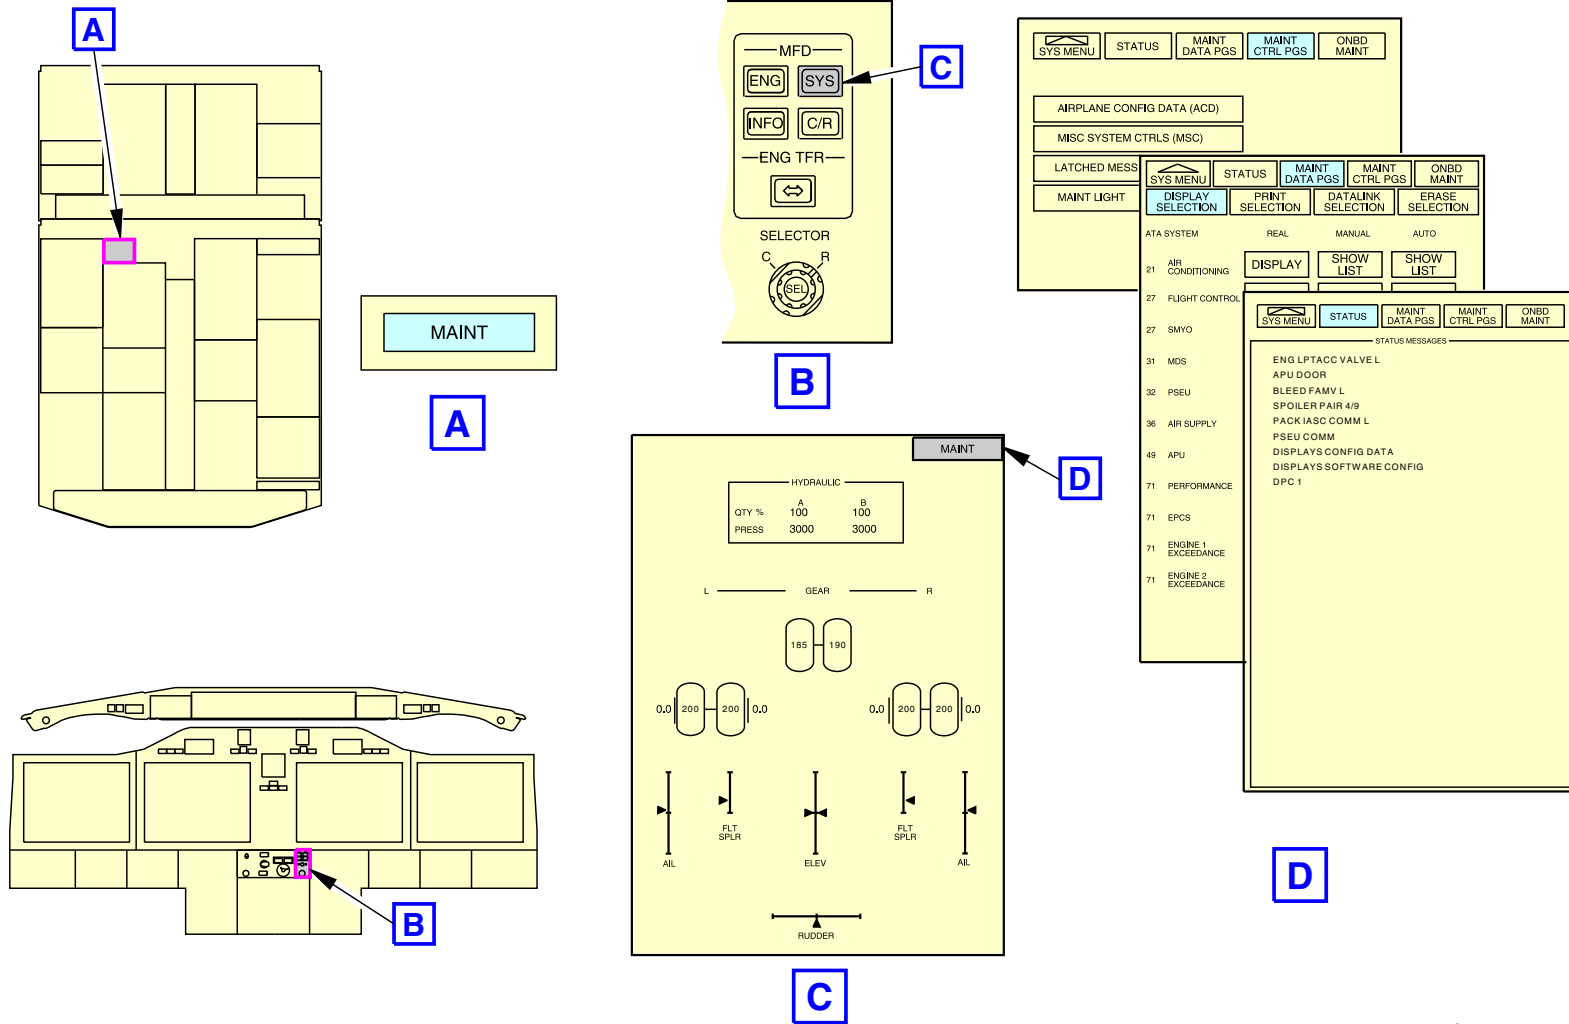 A
MAINT
A
MFD
ENG
SYS
INFO
C/R
ENG TFR
SELECTOR
C
R
SEL
C
B
B
MAINT
D
HYDRAULIC
A B
QTY % 100 100
PRESS 3000 3000
L GEAR R
185 190
0.0 200 200 0.0
0.0 200 200 0.0
FLT
SPLR
FLT
SPLR
AIL
ELEV
AIL
RUDDER
C
SYS MENU
STATUS
MAINT
DATA PGS
MAINT
CTRL PGS
ONBD
MAINT
AIRPLANE CONFIG DATA (ACD)
MISC SYSTEM CTRLS (MSC)
LATCHED MESS
MAINT LIGHT
SYS MENU
STATUS
MAINT
DATA PGS
MAINT
CTRL PGS
ONBD
MAINT
DISPLAY
SELECTION
PRINT
SELECTION
DATALINK
SELECTION
ERASE
SELECTION
ATA SYSTEM REAL MANUAL AUTO
21 AIR
CONDITIONING
DISPLAY
SHOW
LIST
SHOW
LIST
27 FLIGHT CONTROL
27 SMYO
31 MDS
32 PSEU
36 AIR SUPPLY
49 APU
71 PERFORMANCE
71 EPCS
71 ENGINE 1
EXCEEDANCE
71 ENGINE 2
EXCEEDANCE
SYS MENU
STATUS
MAINT
DATA PGS
MAINT
CTRL PGS
ONBD
MAINT
STATUS MESSAGES
ENG LPTACC VALVE L
APU DOOR
BLEED FAMV L
SPOILER PAIR 4/9
PACK IASC COMM L
PSEU COMM
DISPLAYS CONFIG DATA
DISPLAYS SOFTWARE CONFIG
DPC 1
D